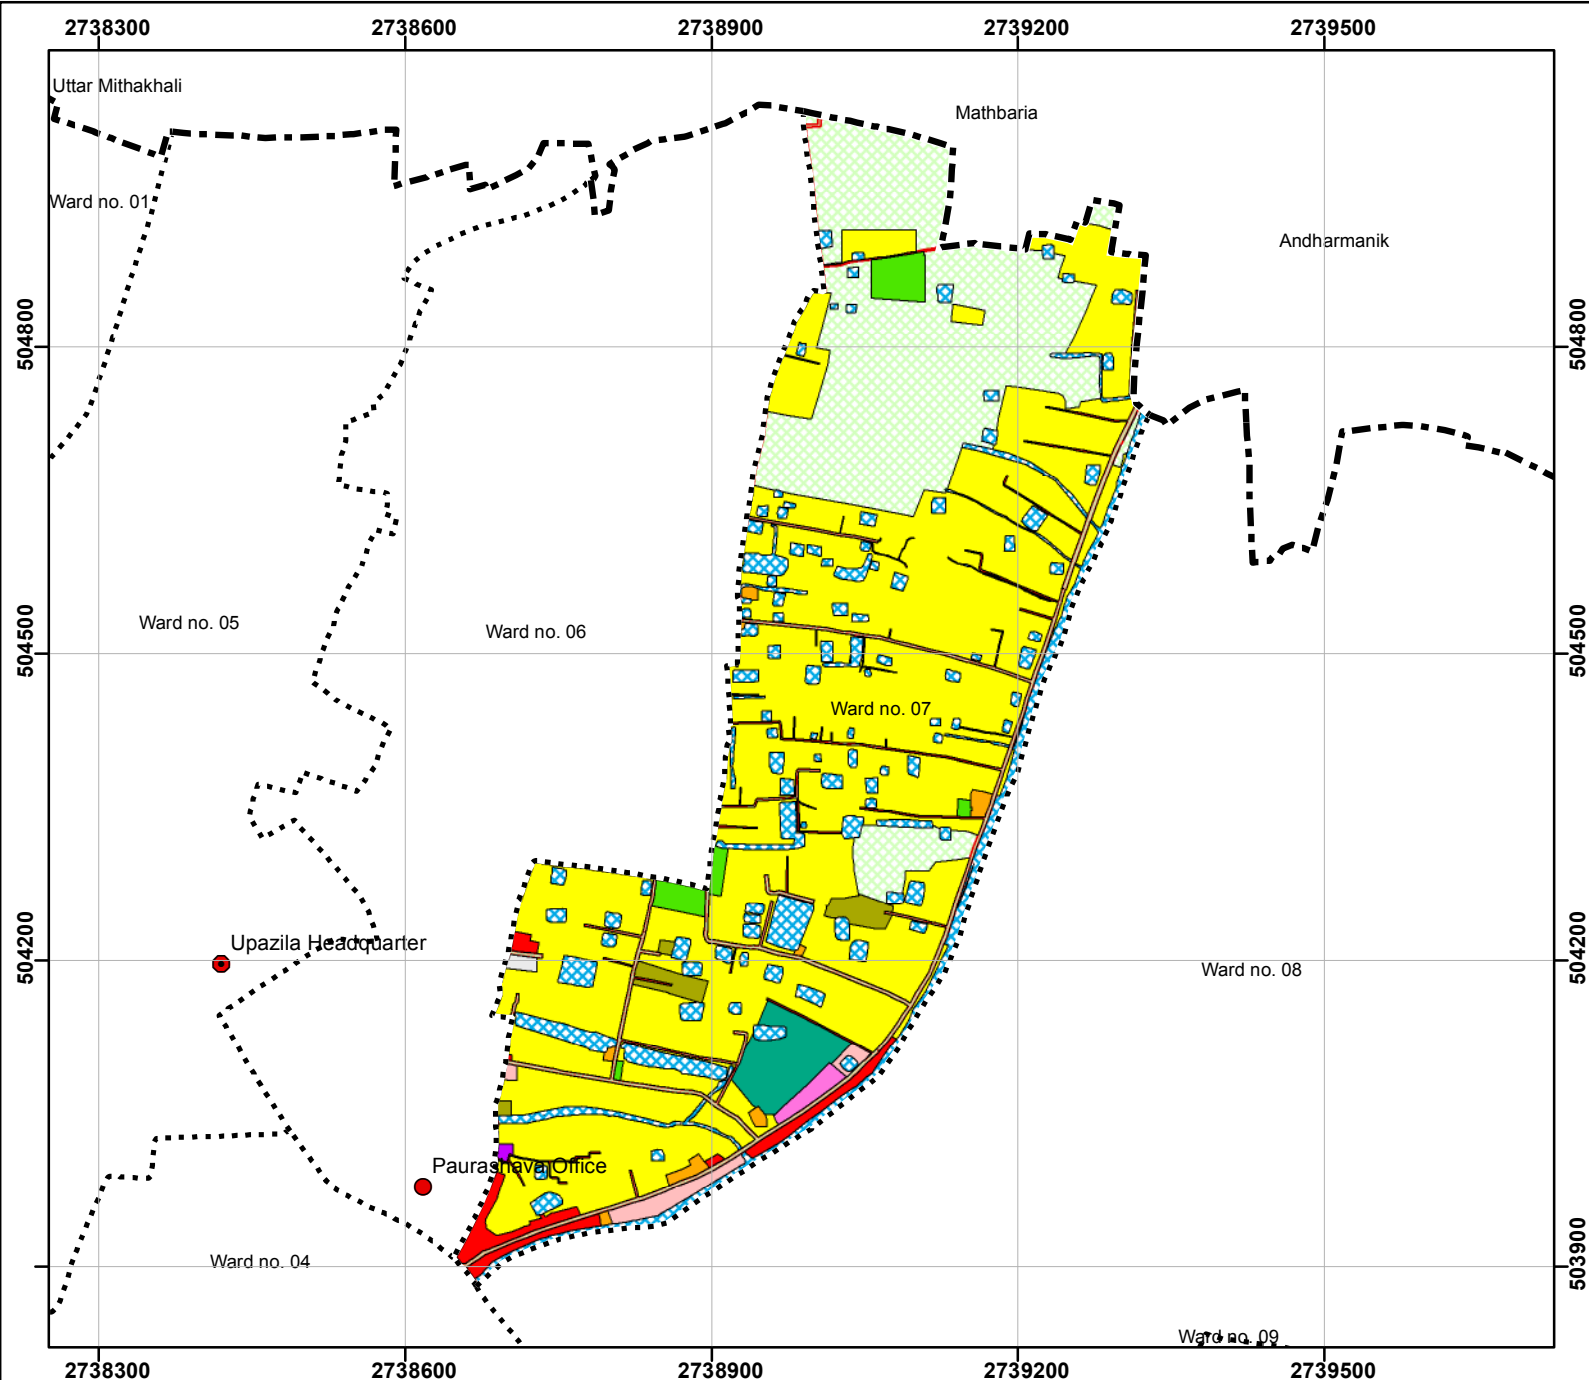 2738300 2738600 2738900 2739200 2739500
Uttar Mithakhali
Mathbaria
Ward no. 01
Andharmanik
504800 504800
Ward no. 05
Ward no. 06
504500 504500
Ward no. 07
Upazila Headquarter
504200 504200
Ward no. 08
Paurashava Office
Ward no. 04
503900
Ward no. 09
2738300 2738600 2738900 2739200 2739500